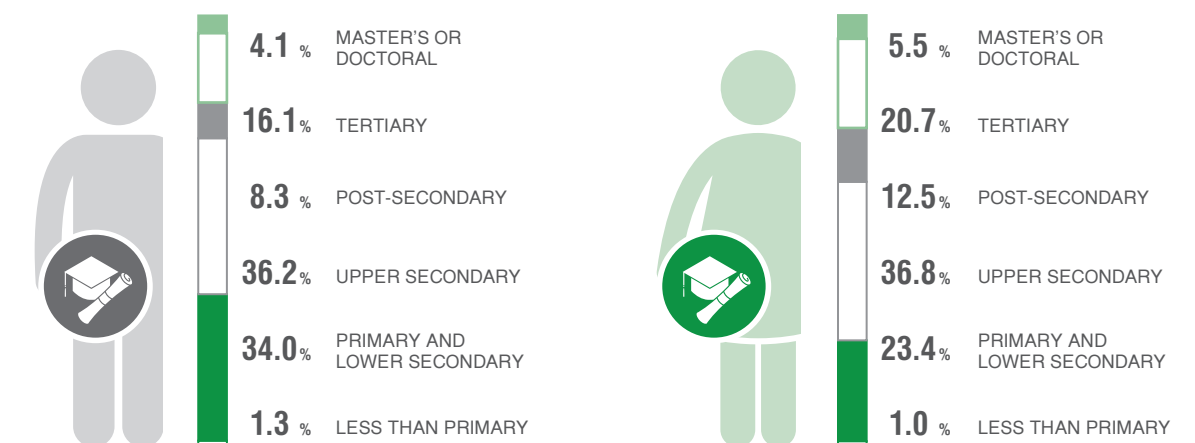 4.1 %
MASTER'S OR
DOCTORAL
16.1 %
TERTIARY
8.3 %
POST-SECONDARY
36.2 %
UPPER SECONDARY
34.0 %
PRIMARY AND
LOWER SECONDARY
1.3 %
LESS THAN PRIMARY
5.5 %
MASTER'S OR
DOCTORAL
20.7 %
TERTIARY
12.5 %
POST-SECONDARY
36.8 %
UPPER SECONDARY
23.4 %
PRIMARY AND
LOWER SECONDARY
1.0 %
LESS THAN PRIMARY